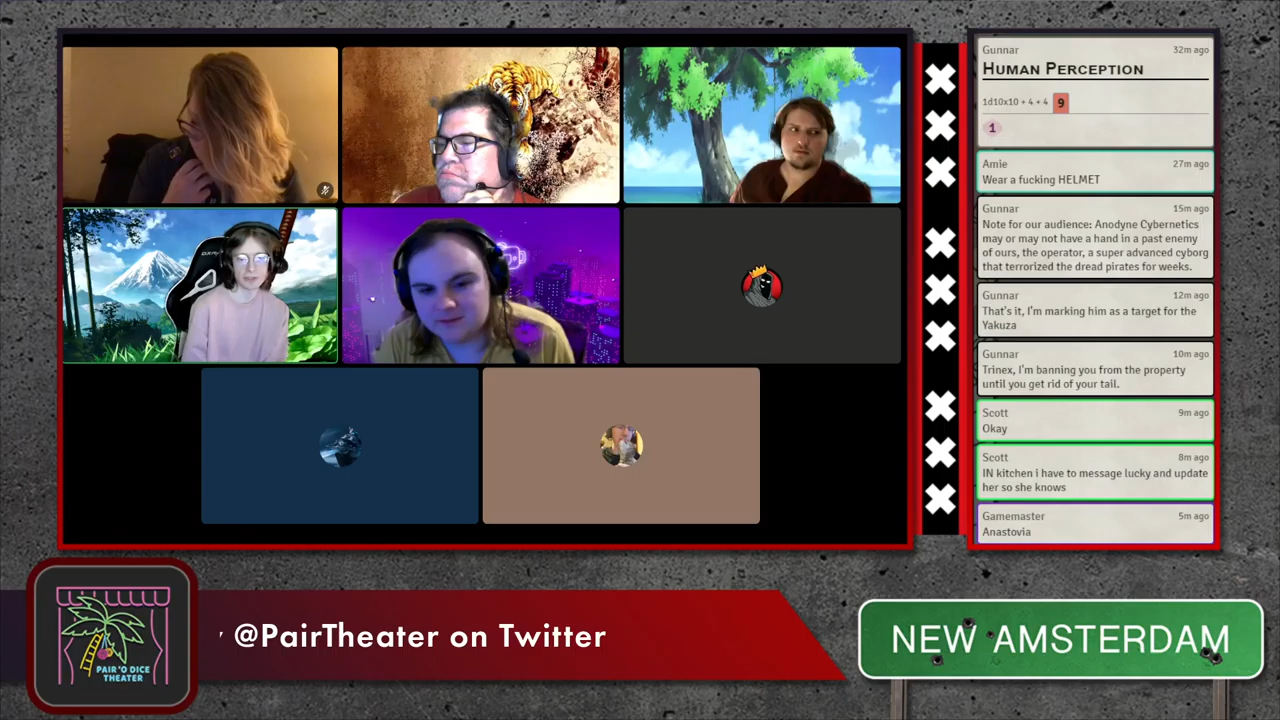 Gunnar 32m ago
HUMAN PERCEPTION
1d10x10 + 4 + 4 9
1
Amie 27m ago
Wear a fucking HELMET
Gunnar 15m ago
Note for our audience: Anodyne Cybernetics
may or may not have a hand in a past enemy
of ours, the operator, a super advanced cyborg
that terrorized the dread pirates for weeks.
Gunnar 12m ago
That's it, I'm marking him as a target for the
Yakuza
Gunnar 10m ago
Trinex, I'm banning you from the property
until you get rid of your tail.
Scott 9m ago
Okay
Scott 8m ago
IN kitchen i have to message lucky and update
her so she knows
Gamemaster 5m ago
Anastovia
PAIR 'O DICE
THEATER
@PairTheater on Twitter
NEW AMSTERDAM